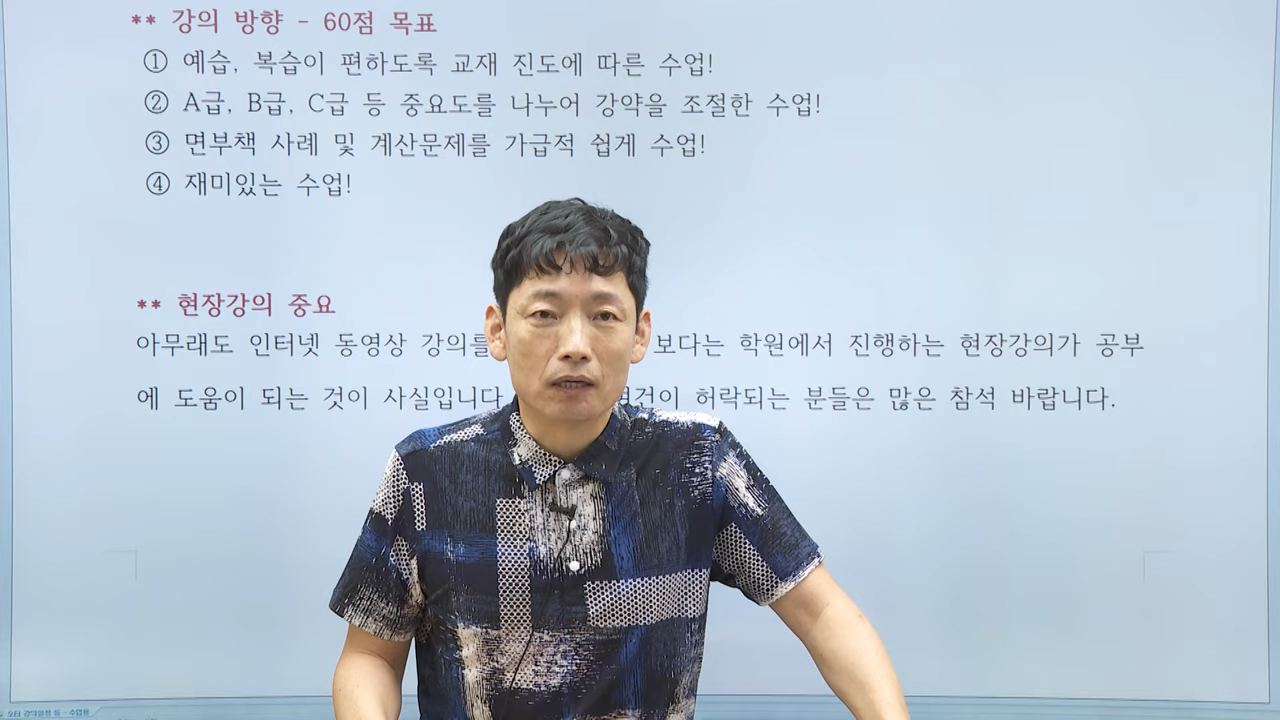 ** 강의 방향 - 60점 목표
① 예습, 복습이 편하도록 교재 진도에 따른 수업!
② A급, B급, C급 등 중요도를 나누어 강약을 조절한 수업!
③ 면부책 사례 및 계산문제를 가급적 쉽게 수업!
④ 재미있는 수업!
** 현장강의 중요
아무래도 인터넷 동영상 강의를 보다는 학원에서 진행하는 현장강의가 공부
에 도움이 되는 것이 사실입니다 허락되는 분들은 많은 참석 바랍니다.